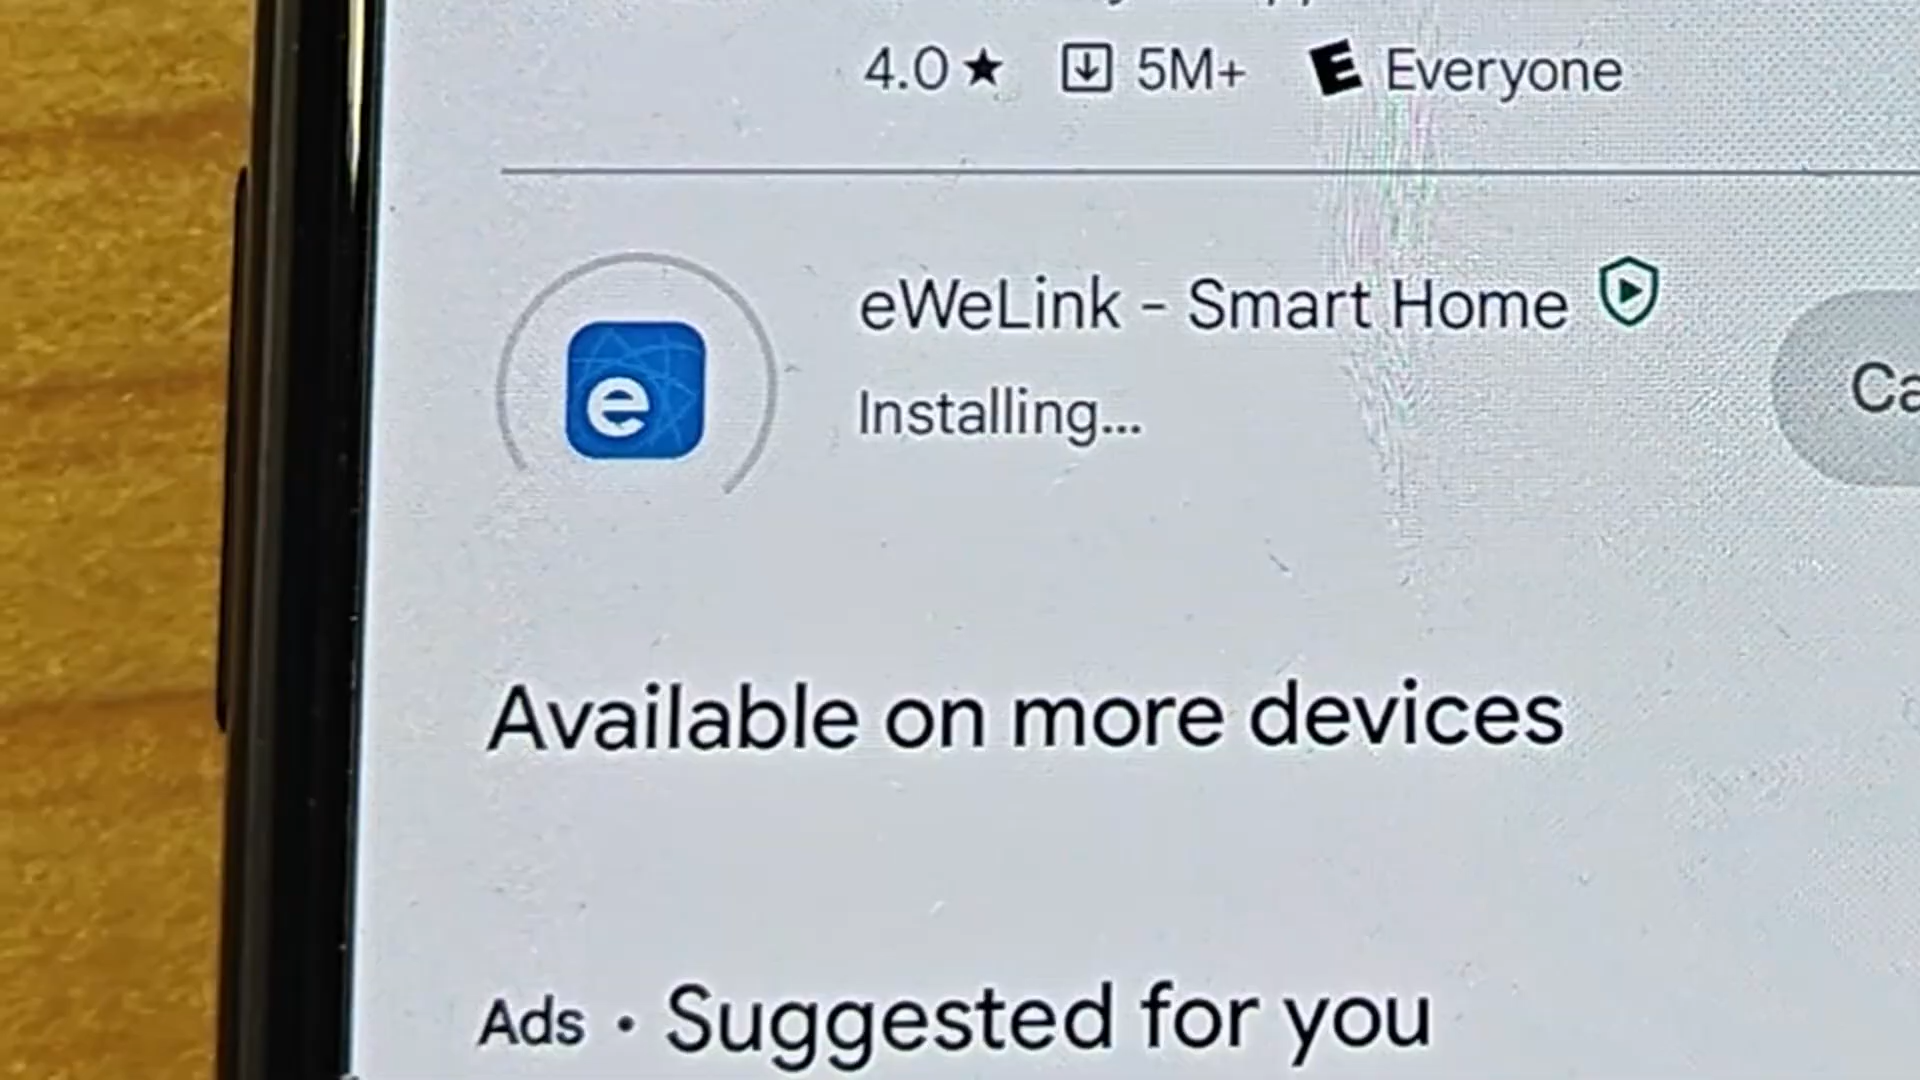 4.0★ 5M+ E Everyone
eWeLink - Smart Home
e
Installing...
Available on more devices
Ads • Suggested for you